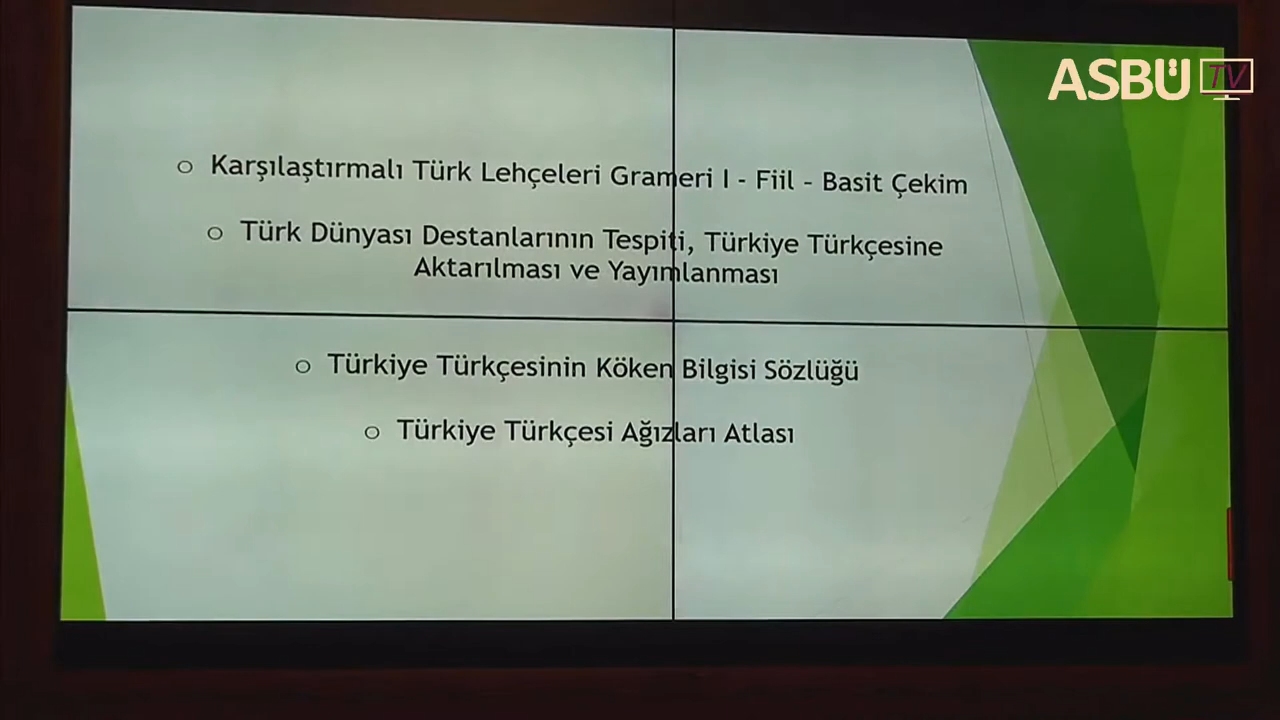 ASBÜ TV
o Karşılaştırmalı Türk Lehçeleri Grameri I - Fiil - Basit Çekim
o Türk Dünyası Destanlarının Tespiti, Türkiye Türkçesine
Aktarılması ve Yayımlanması
o Türkiye Türkçesinin Köken Bilgisi Sözlüğü
o Türkiye Türkçesi Ağızları Atlası